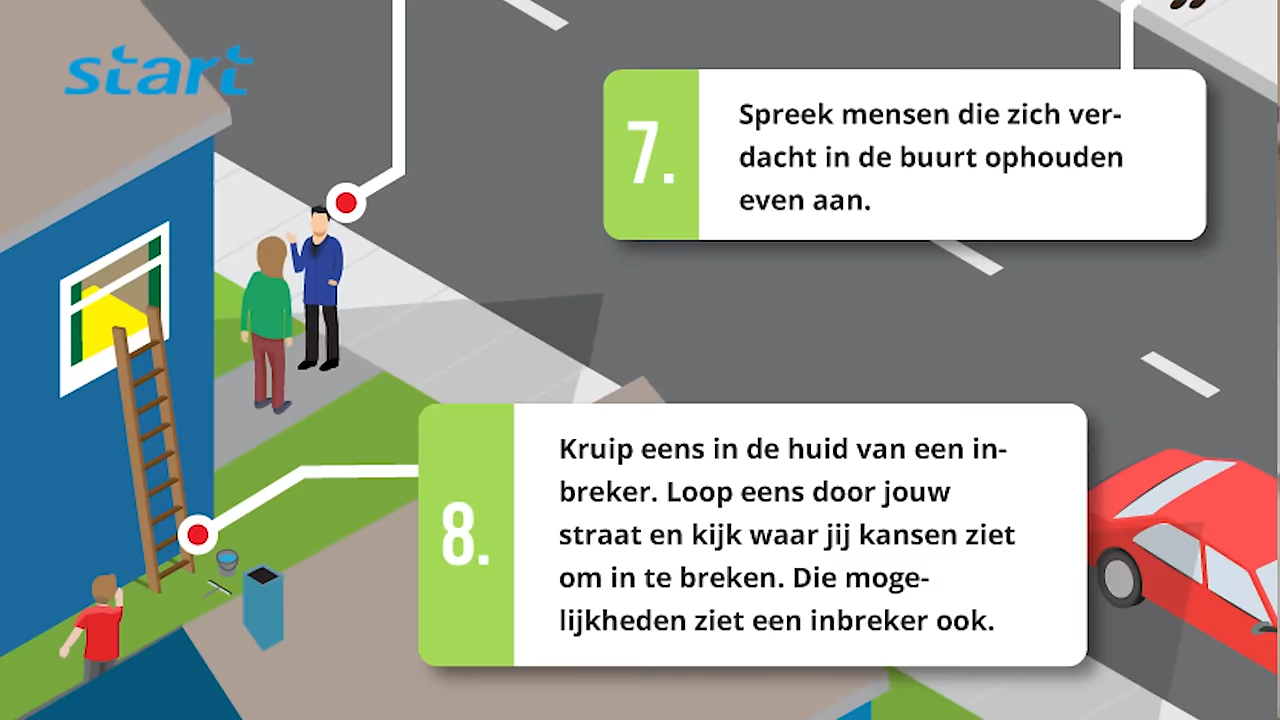 start
7.
Spreek mensen die zich ver-
dacht in de buurt ophouden
even aan.
8.
Kruip eens in de huid van een in-
breker. Loop eens door jouw
straat en kijk waar jij kansen ziet
om in te breken. Die moge-
lijkheden ziet een inbreker ook.